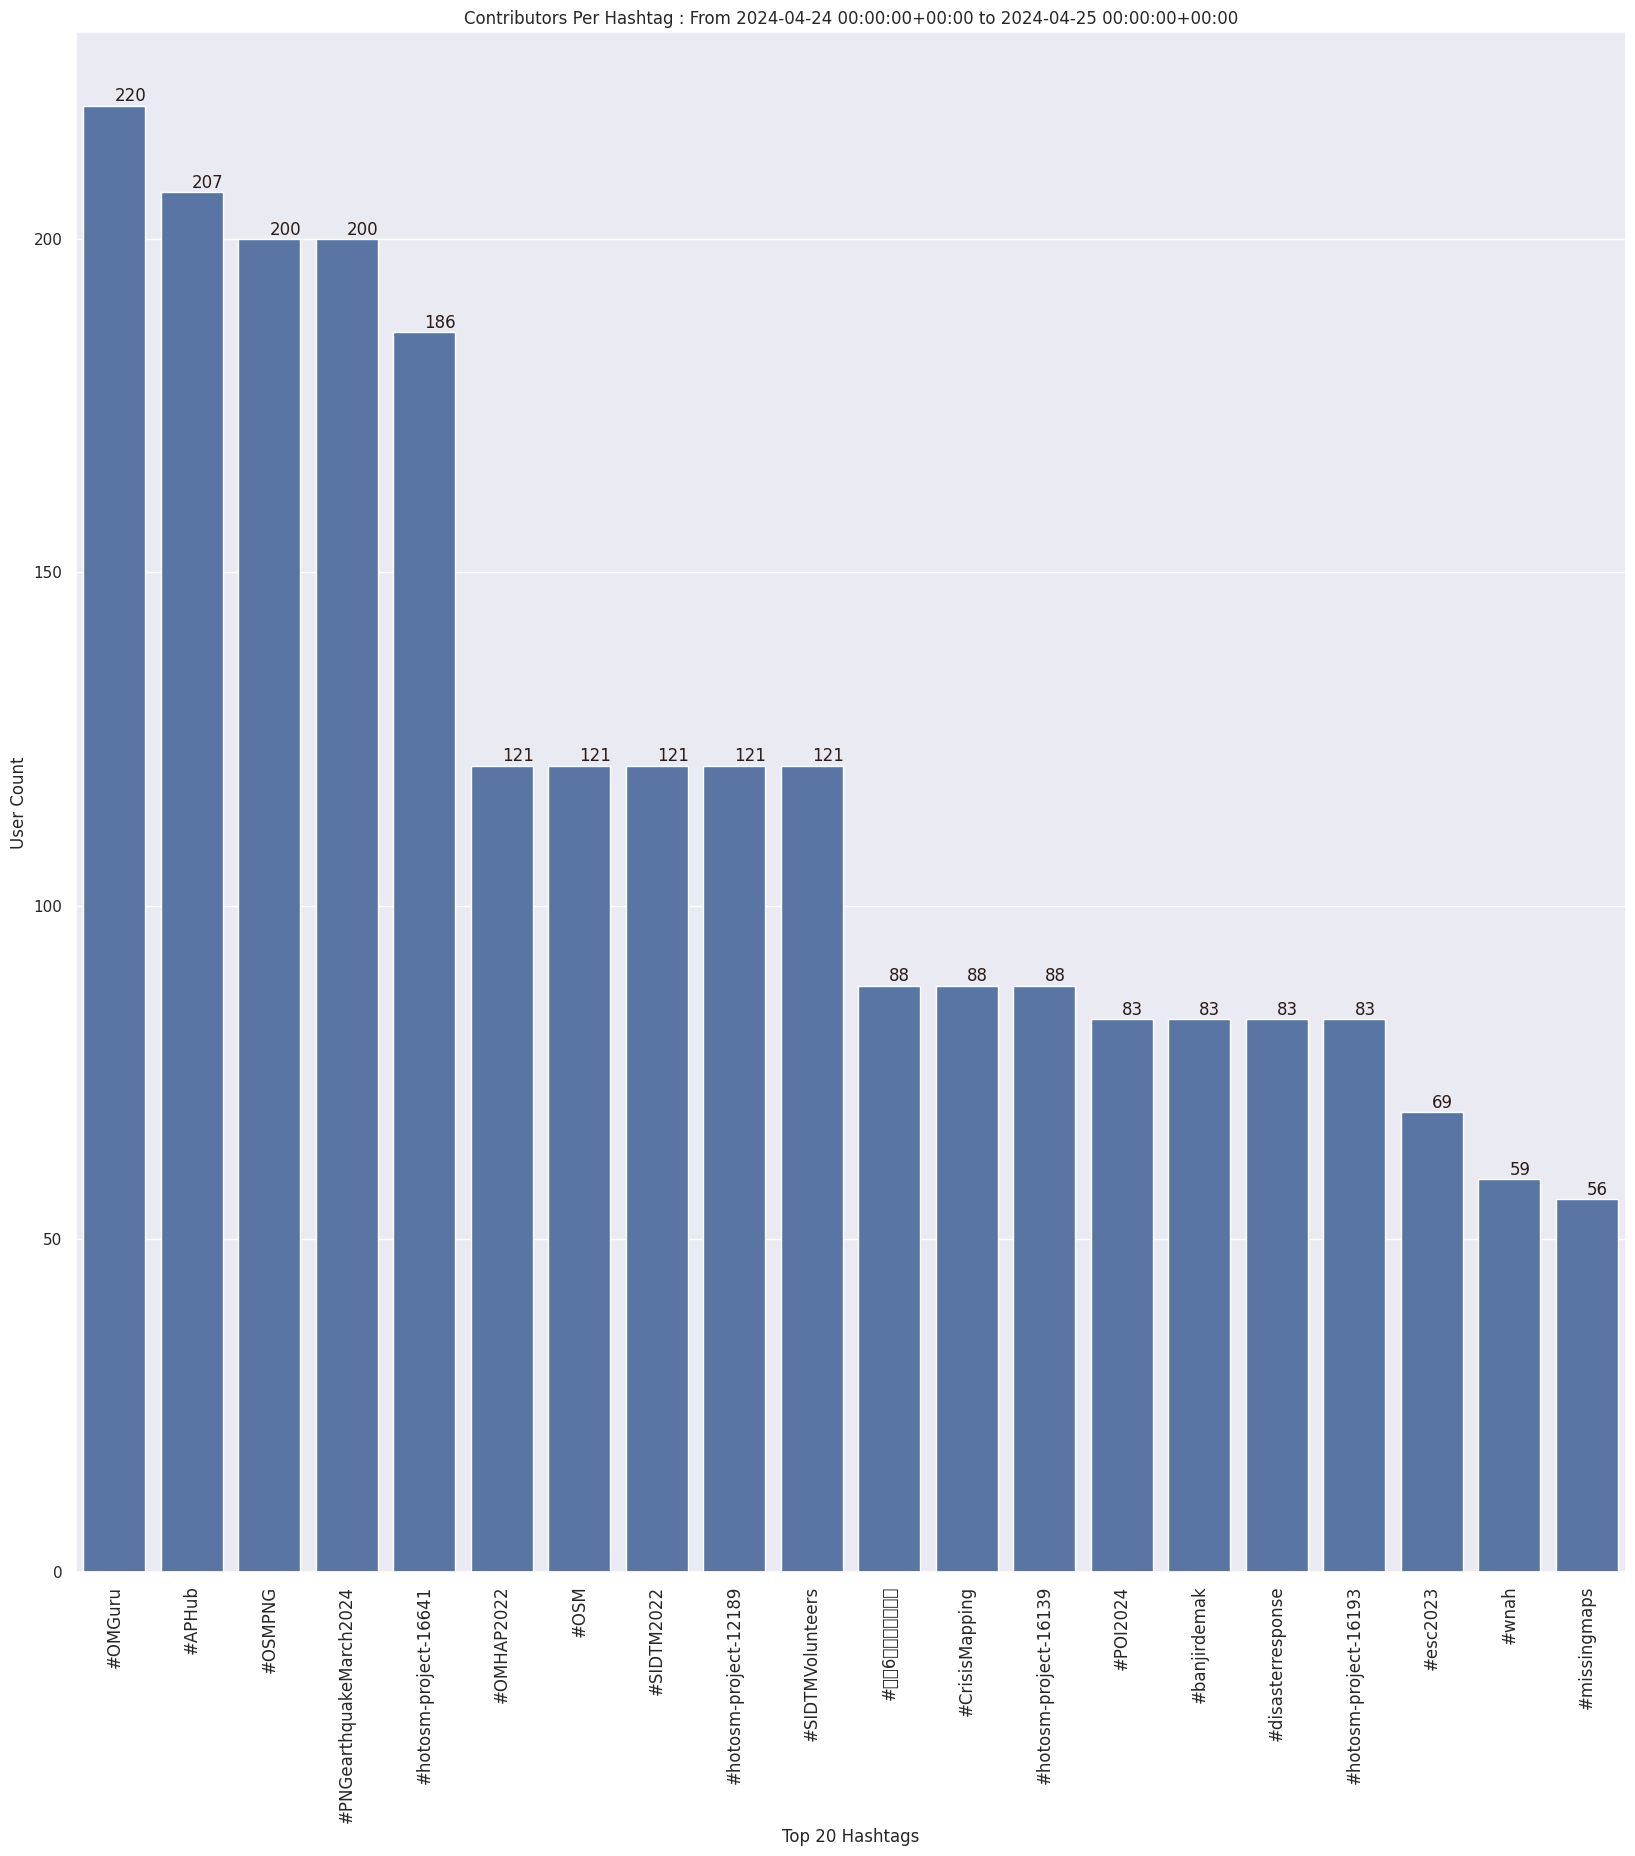 Contributors Per Hashtag : From 2024-04-24 00:00:00+00:00 to 2024-04-25 00:00:00+00:00
User Count
200
150
100
50
0
220
207
200
200
186
121
121
121
121
121
88
88
88
83
83
83
83
69
59
56
#OMGuru
#APHub
#OSMPNG
#PNGearthquakeMarch2024
#hotosm-project-16641
#OMHAP2022
#OSM
#SIDTM2022
#hotosm-project-12189
#SIDTMVolunteers
#CrisisMapping
#hotosm-project-16139
#POI2024
#banjirdemak
#disasterresponse
#hotosm-project-16193
#esc2023
#wnah
#missingmaps
Top 20 Hashtags